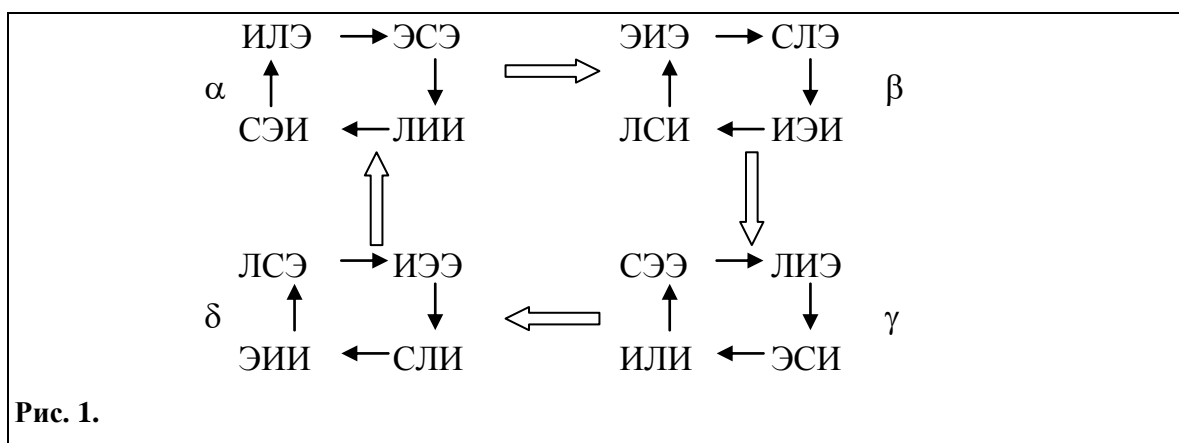 ИЛЭ ЭСЭ ЭИЭ СЛЭ
α β
СЭИ ЛИИ ЛСИ ИЭИ
ЛСЭ ИЭЭ СЭЭ ЛИЭ
δ γ
ЭИИ СЛИ ИЛИ ЭСИ
Рис. 1.